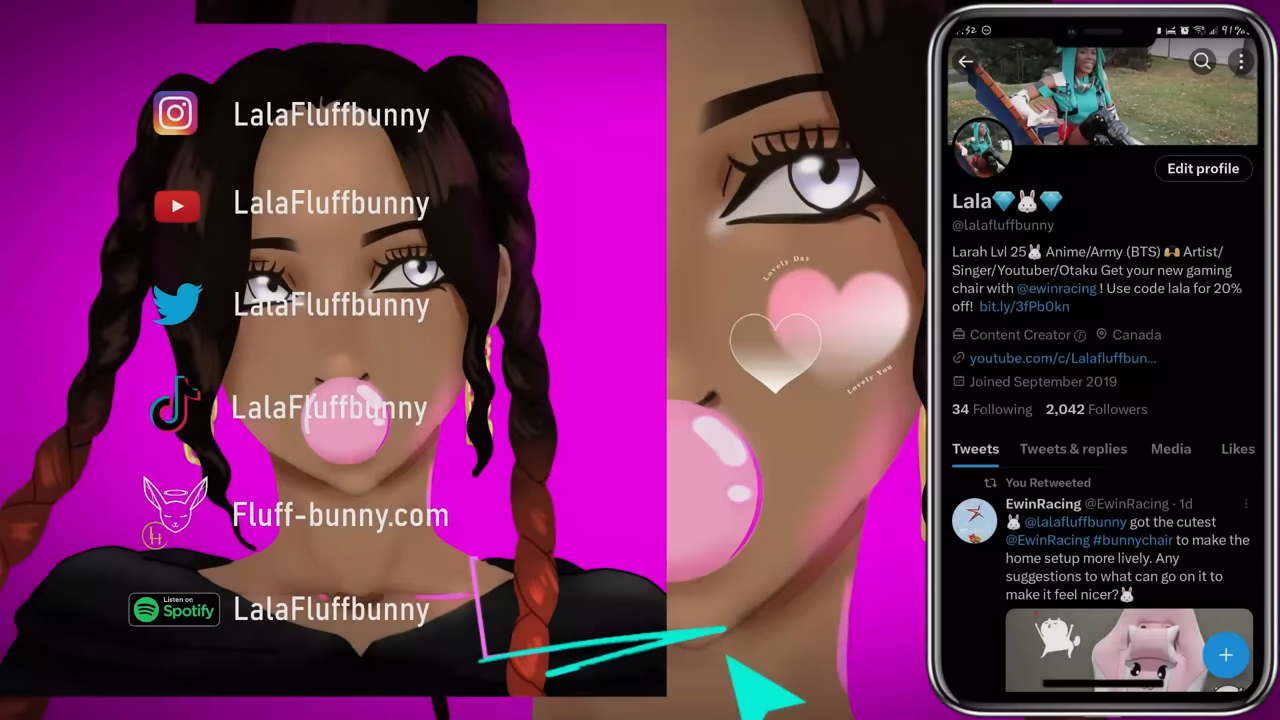 LalaFluffbunny
LalaFluffbunny
LalaFluffbunny
LalaFluffbunny
Fluff-bunny.com
LH
Listen on
Spotify
LalaFluffbunny
Lovely Day
Lovely You
:32
91%
Edit profile
Lala
@lalafluffbunny
Larah Lvl 25 Anime/Army (BTS) Artist/
Singer/Youtuber/Otaku Get your new gaming
chair with @ewinracing ! Use code lala for 20%
off! bit.ly/3fPb0kn
Content Creator Canada
youtube.com/c/Lalafluffbun...
Joined September 2019
34 Following 2,042 Followers
Tweets Tweets & replies Media Likes
You Retweeted
EwinRacing @EwinRacing · 1d
@lalafluffbunny got the cutest
@EwinRacing #bunnychair to make the
home setup more lively. Any
suggestions to what can go on it to
make it feel nicer?